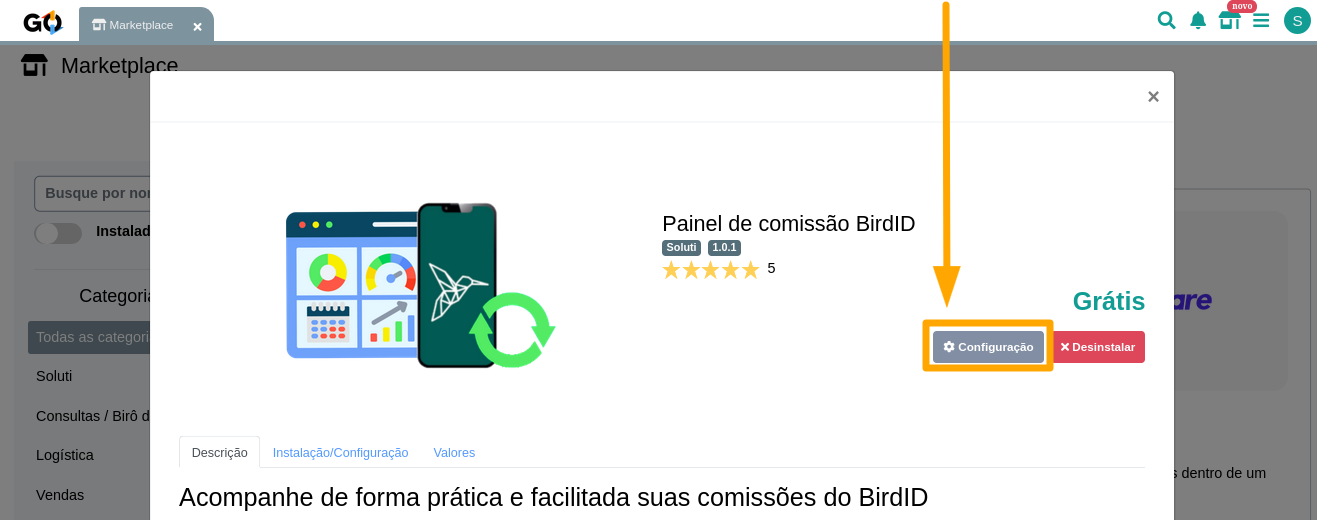 GO
Marketplace ×
novo
S
Marketplace
×
Busque por nor
Instalad
Painel de comissão BirdID
Soluti 1.0.1
5
Categoria
Grátis
are
Todas as categori
Configuração Desinstalar
Soluti
Consultas / Birô d
Logística
Descrição Instalação/Configuração Valores
s dentro de um
Vendas
Acompanhe de forma prática e facilitada suas comissões do BirdID